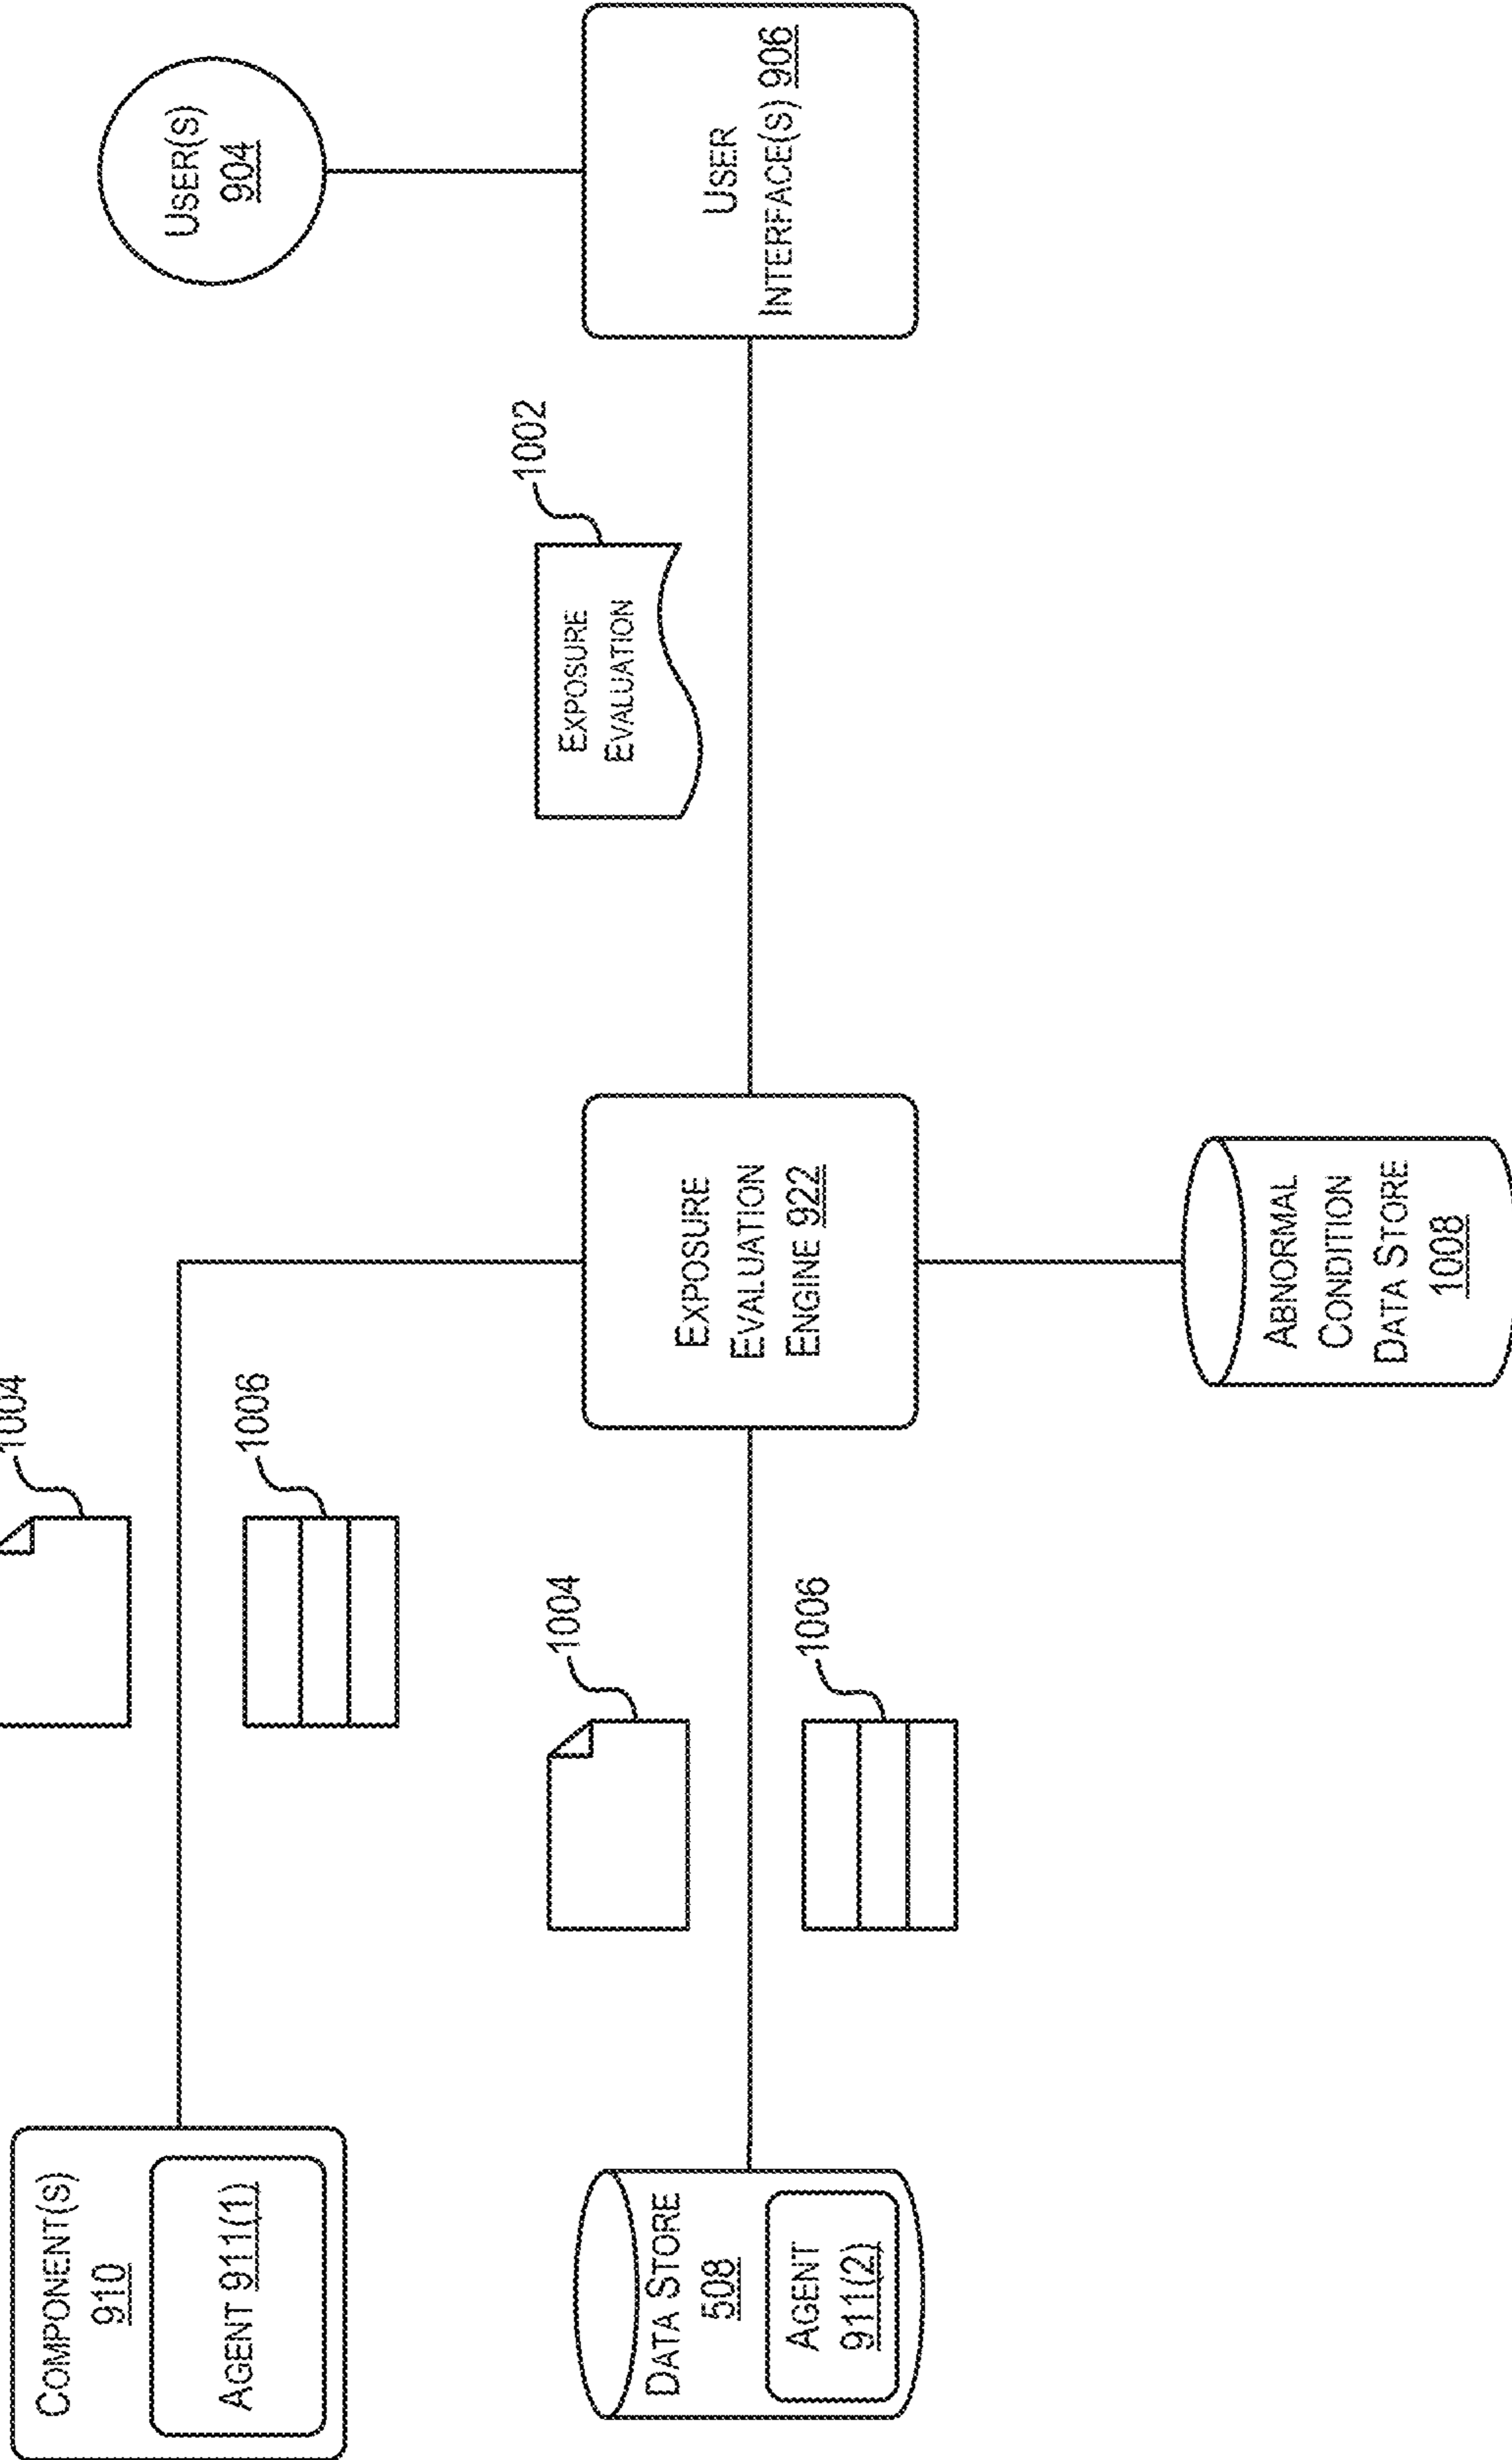 COMPONENT(S)
910
AGENT 911(1)
1004
1006
USER(S)
904
DATA STORE
508
AGENT
911(2)
1004
1006
EXPOSURE
EVALUATION
ENGINE 922
EXPOSURE
EVALUATION
1002
USER
INTERFACE(S) 906
ABNORMAL
CONDITION
DATA STORE
1008